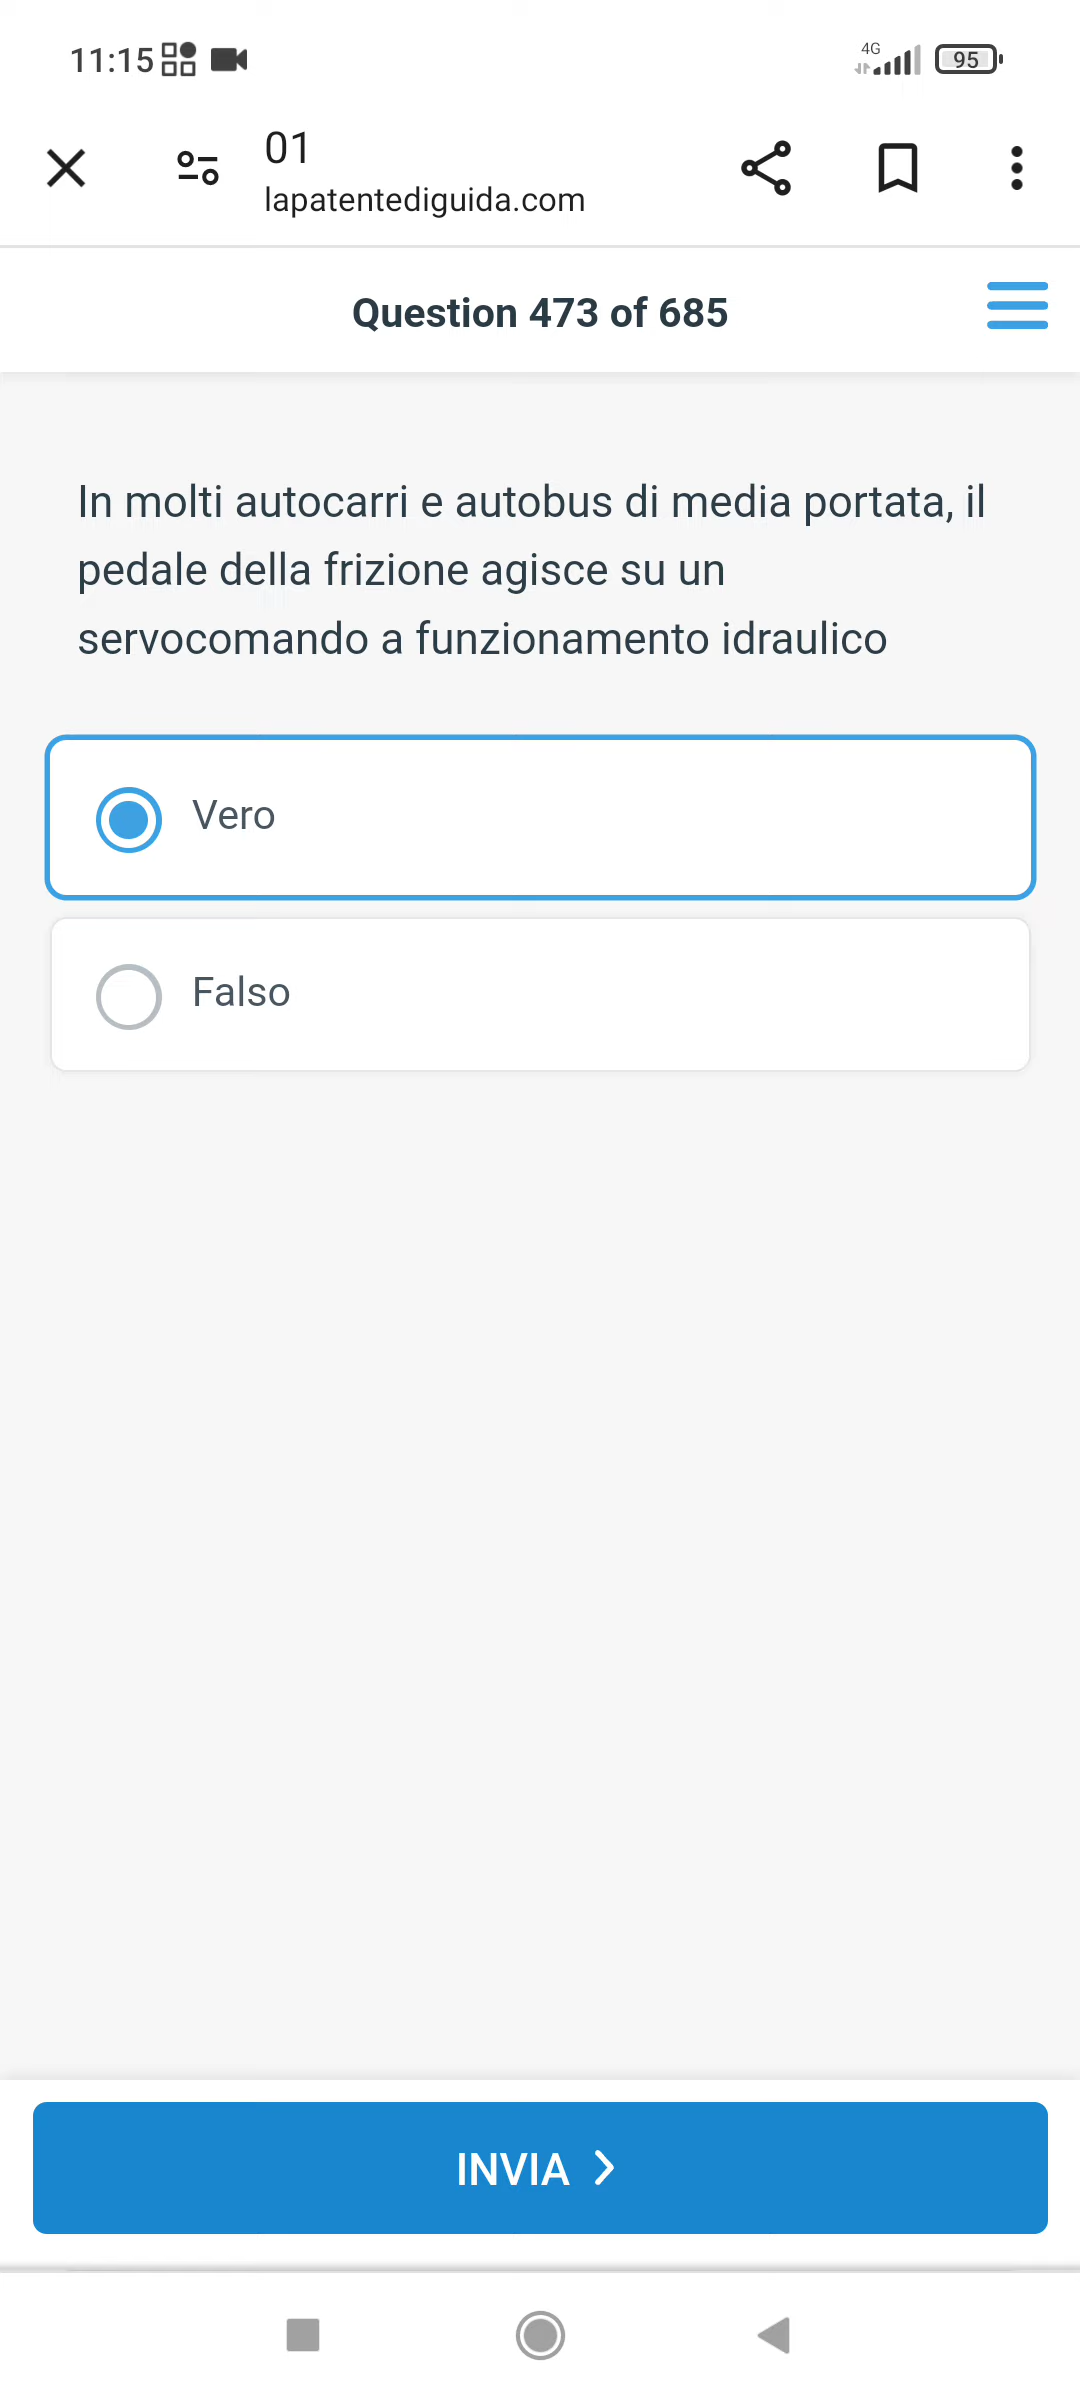 11:15
4G
95
01
lapatentediguida.com
Question 473 of 685
In molti autocarri e autobus di media portata, il
pedale della frizione agisce su un
servocomando a funzionamento idraulico
Vero
Falso
INVIA